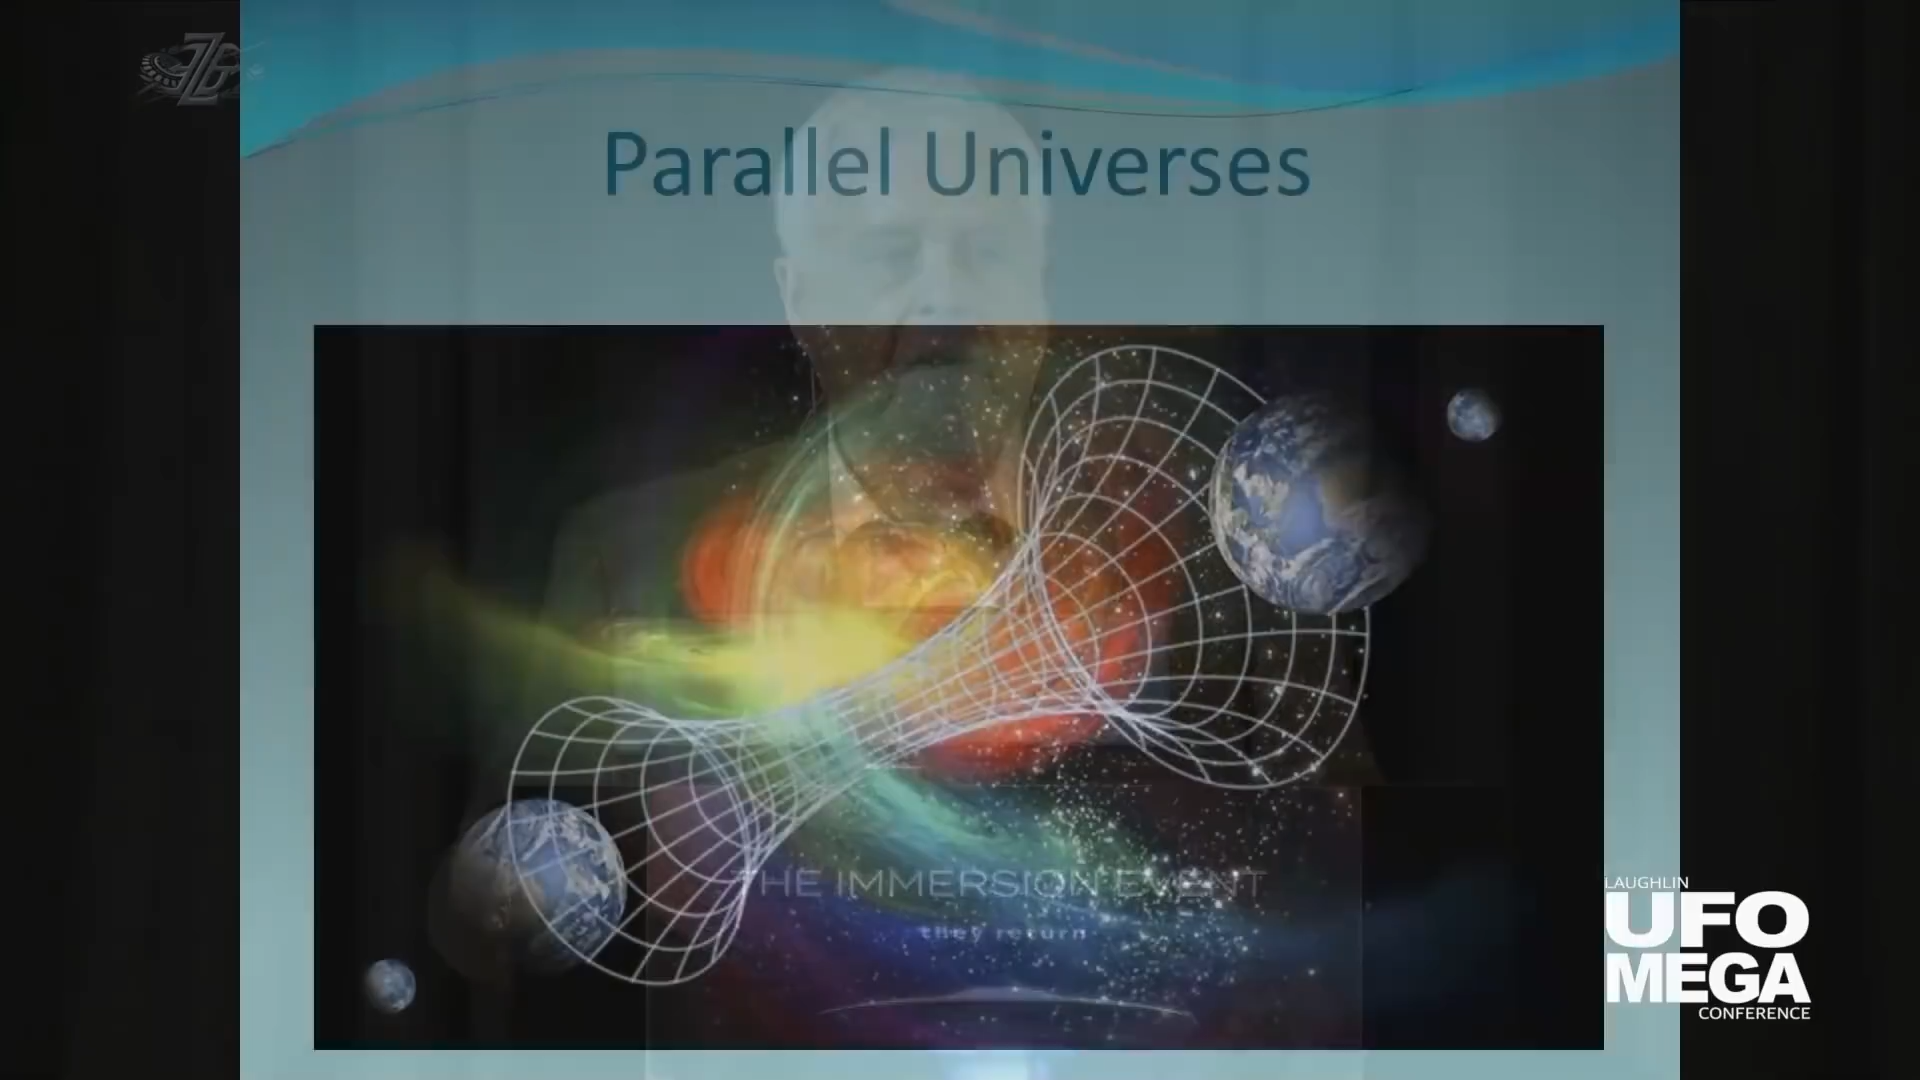 Parallel Universes
THE IMMERSION EVENT
they return
LAUGHLIN
UFO
MEGA
CONFERENCE